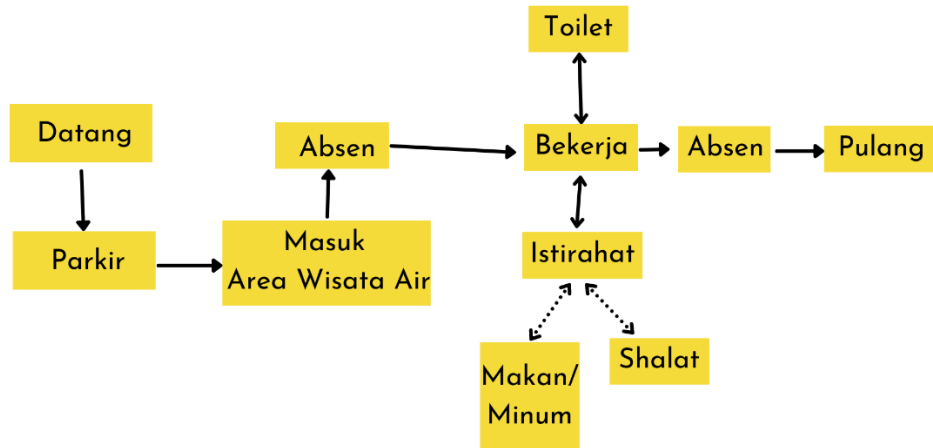 Toilet
Datang
Absen
Bekerja
Absen
Pulang
Parkir
Masuk
Area Wisata Air
Istirahat
Makan/
Minum
Shalat